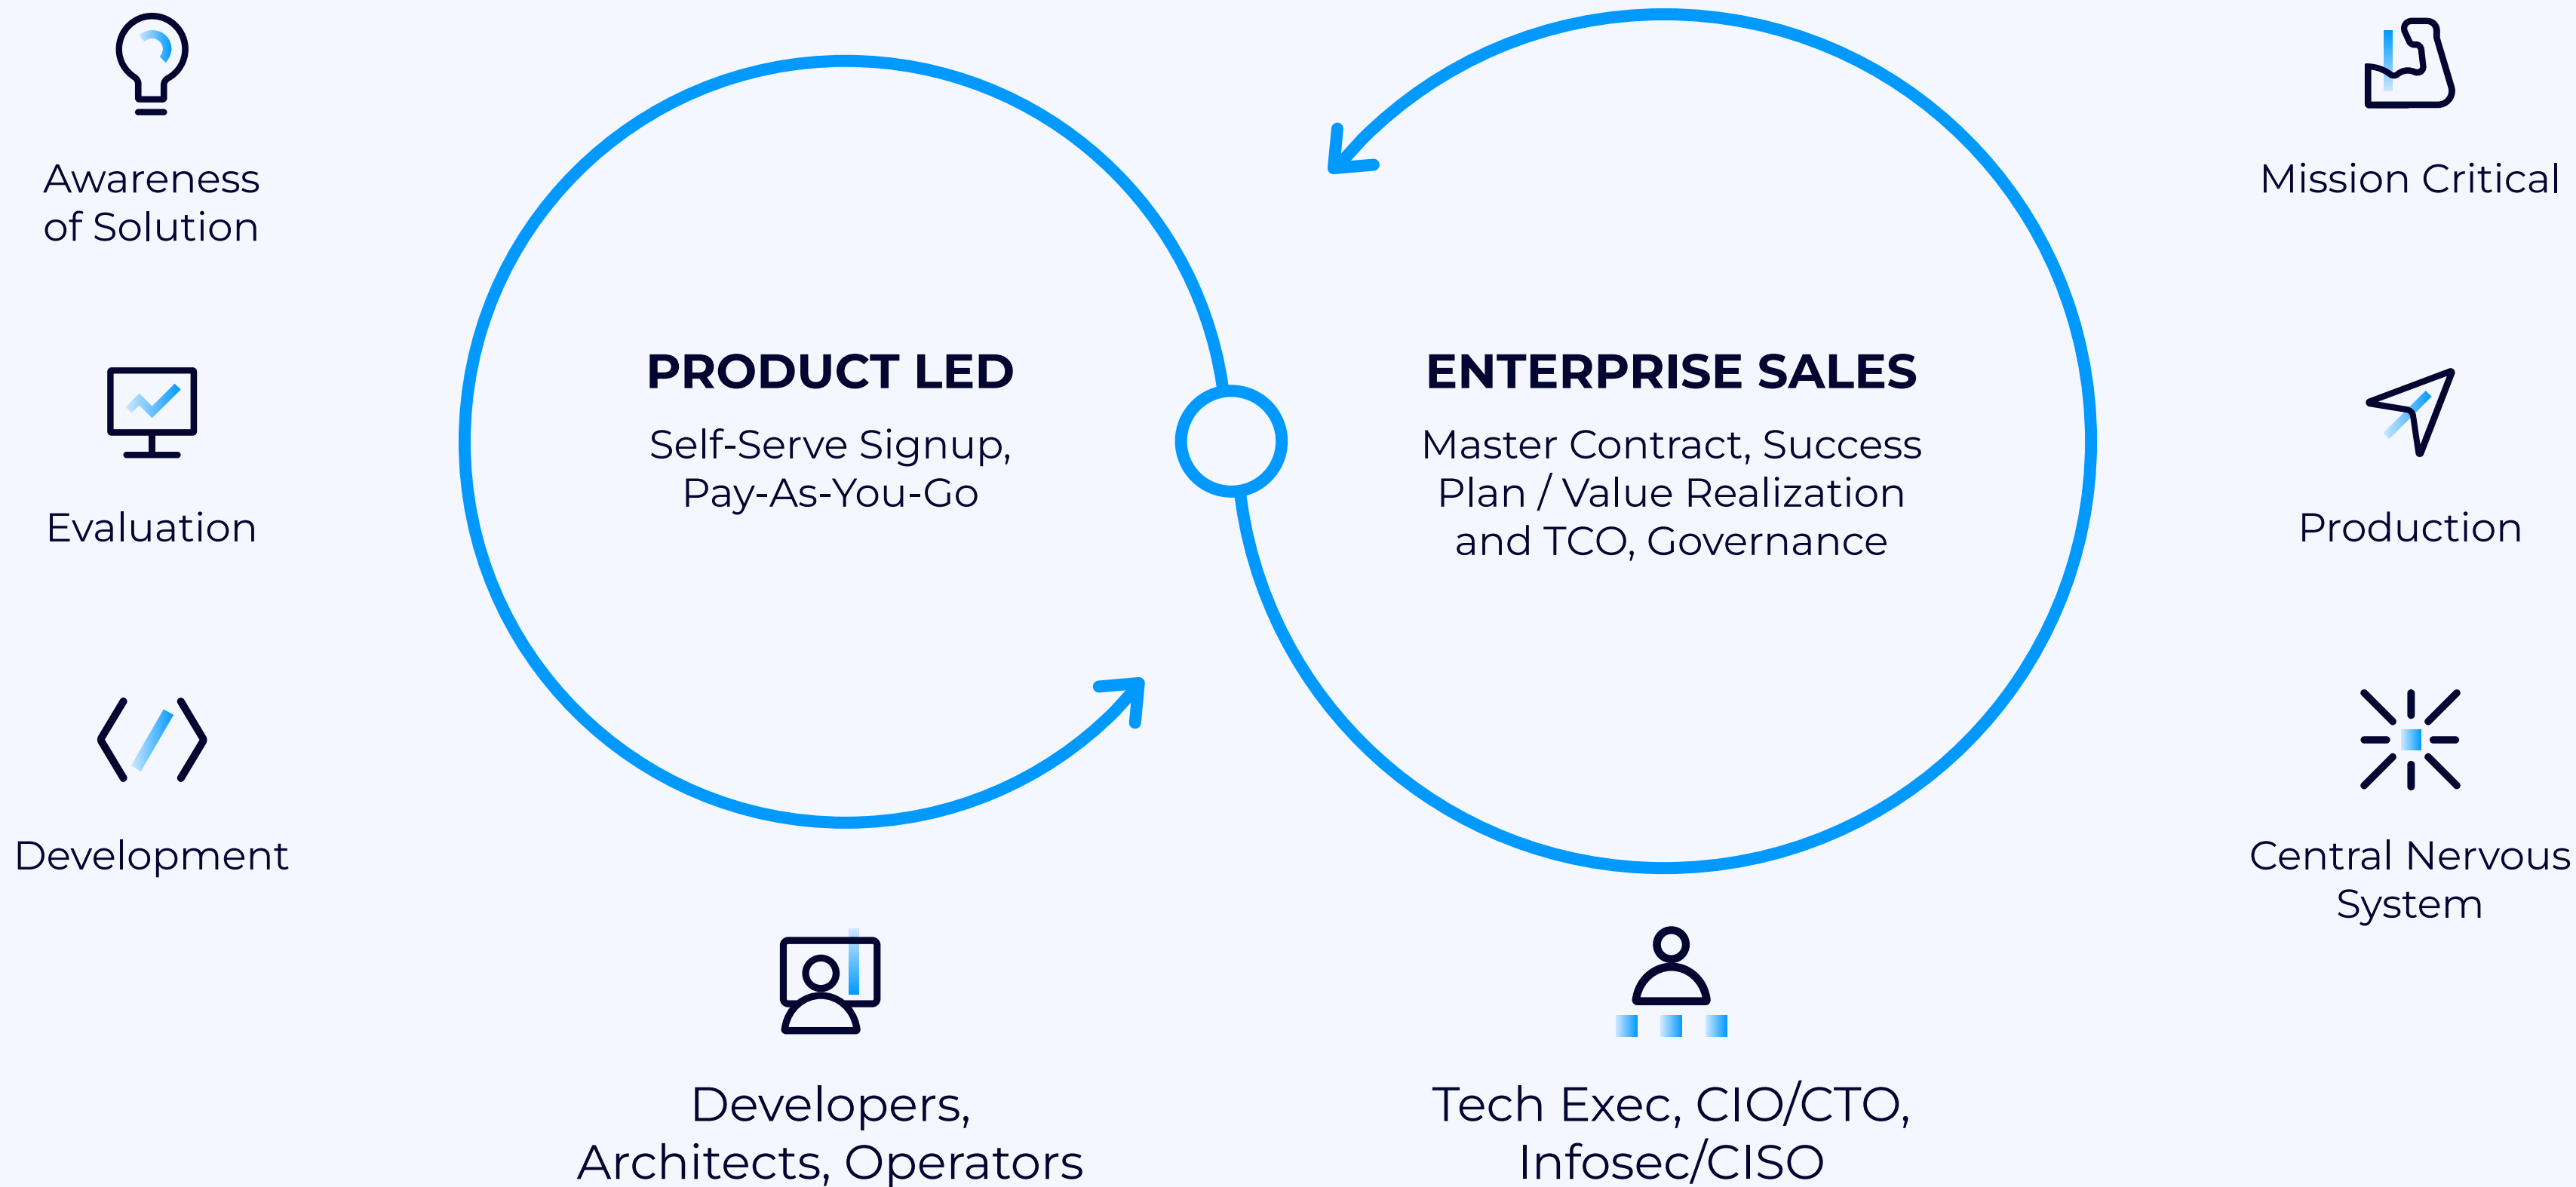 Awareness
of Solution
Evaluation
Development
PRODUCT LED
Self-Serve Signup,
Pay-As-You-Go
ENTERPRISE SALES
Master Contract, Success
Plan / Value Realization
and TCO, Governance
Mission Critical
Production
Central Nervous
System
Developers,
Architects, Operators
Tech Exec, CIO/CTO,
Infosec/CISO